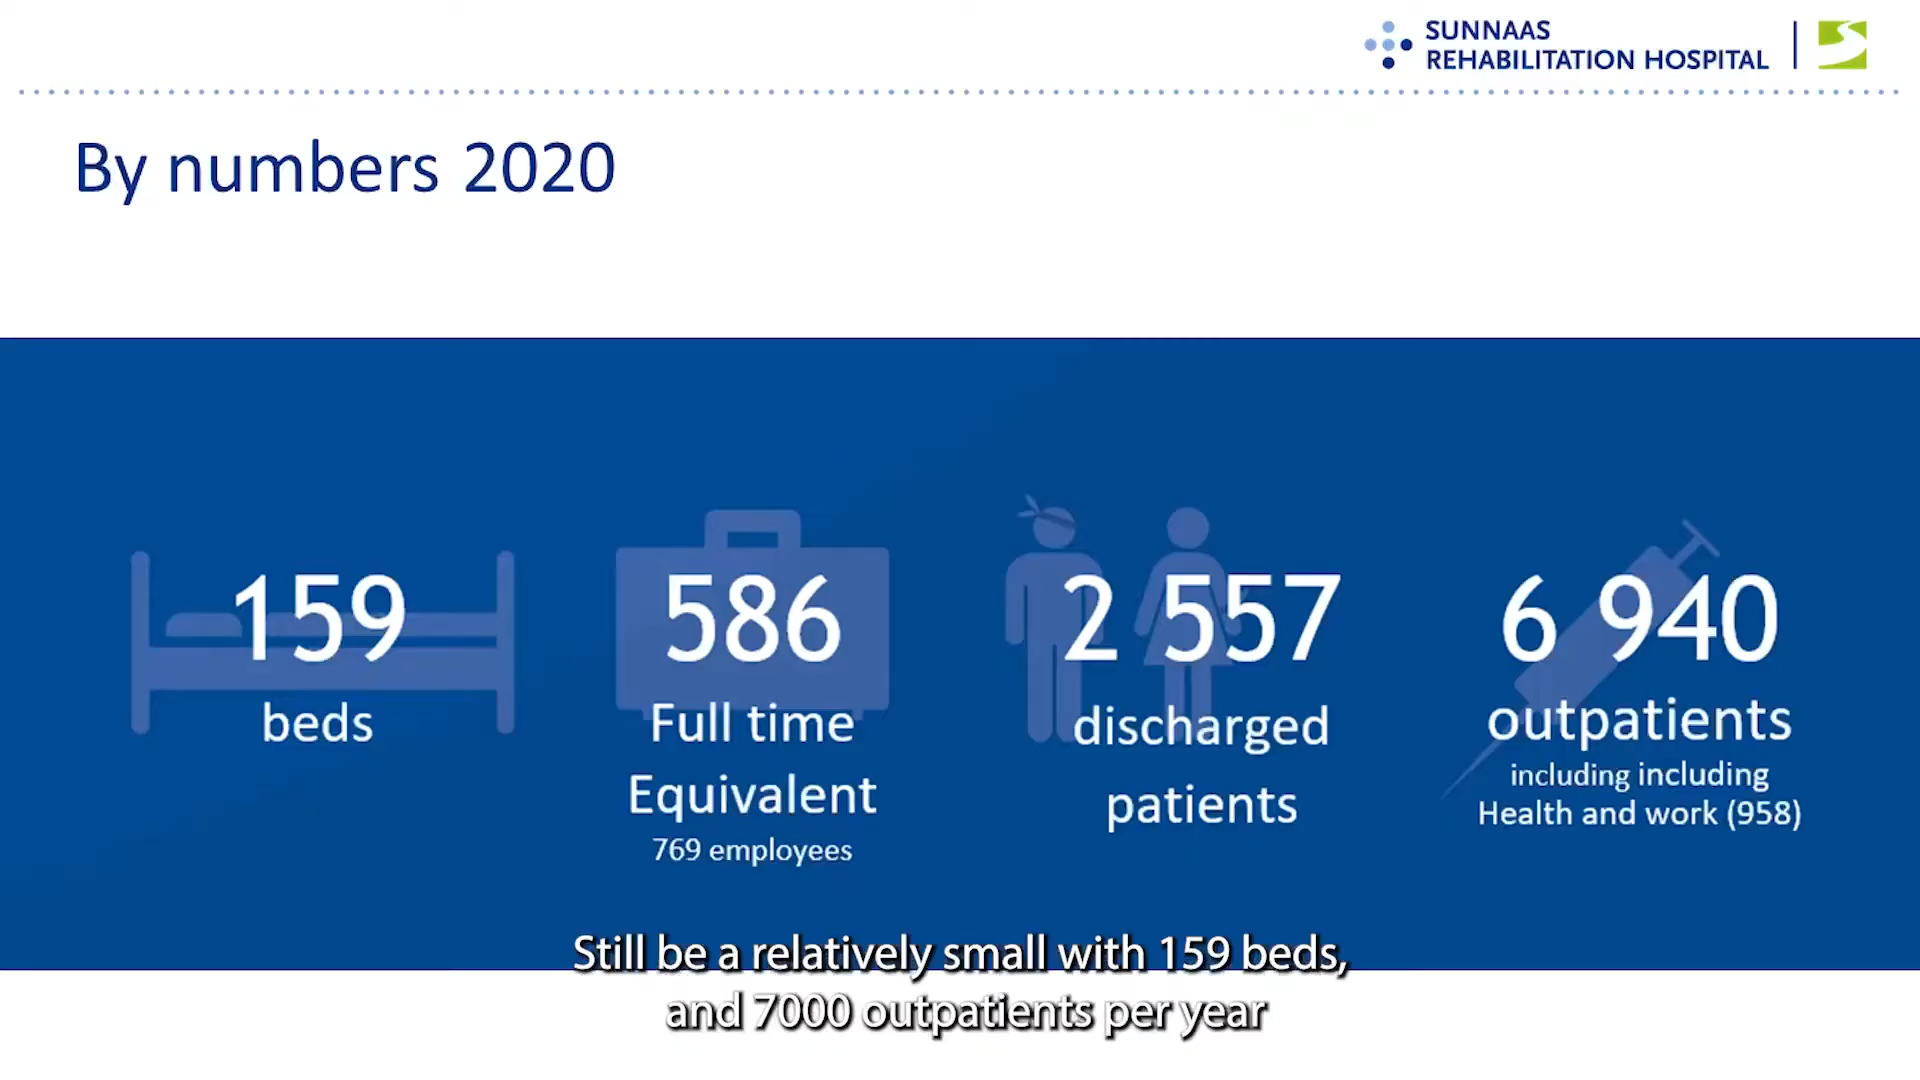 SUNNAAS
REHABILITATION HOSPITAL
By numbers 2020
159
beds
586
Full time
Equivalent
769 employees
2 557
discharged
patients
6 940
outpatients
including including
Health and work (958)
Still be a relatively small with 159 beds,
and 7000 outpatients per year